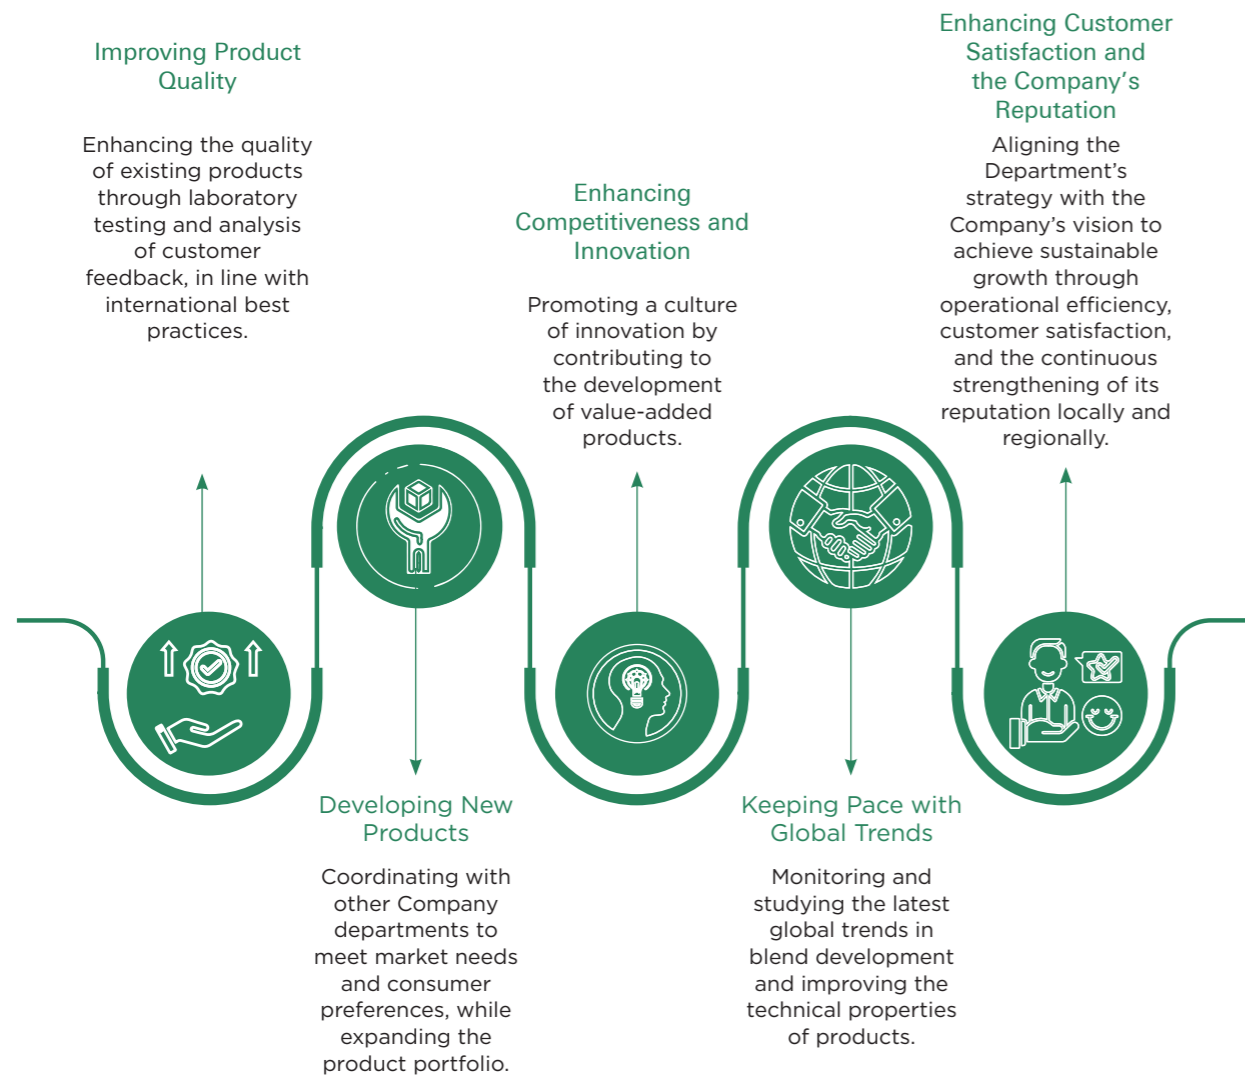 Improving Product
Quality
Enhancing the quality
of existing products
through laboratory
testing and analysis
of customer
feedback, in line with
international best
practices.
Developing New
Products
Coordinating with
other Company
departments to
meet market needs
and consumer
preferences, while
expanding the
product portfolio.
Enhancing
Competitiveness and
Innovation
Promoting a culture
of innovation by
contributing to
the development
of value-added
products.
Keeping Pace with
Global Trends
Monitoring and
studying the latest
global trends in
blend development
and improving the
technical properties
of products.
Enhancing Customer
Satisfaction and
the Company's
Reputation
Aligning the
Department's
strategy with the
Company's vision to
achieve sustainable
growth through
operational efficiency,
customer satisfaction,
and the continuous
strengthening of its
reputation locally and
regionally.